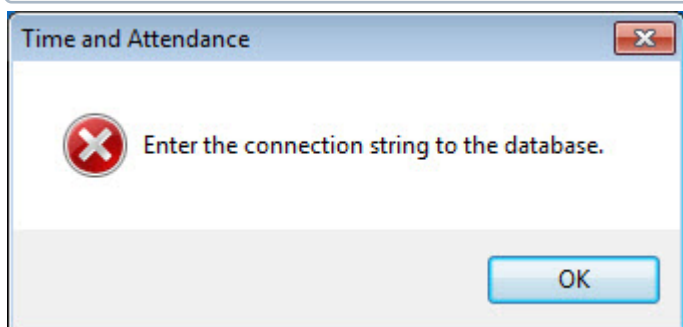 Time and Attendance
Enter the connection string to the database.
OK